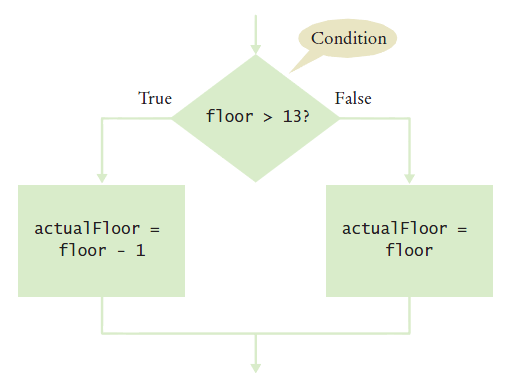 Condition
True
floor > 13?
False
actualFloor =
floor - 1
actualFloor =
floor